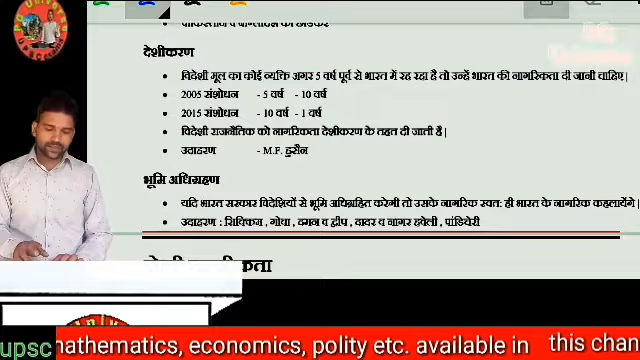 देशीकरण
• विदेशी मूल का कोई व्यक्ति अगर 5 वर्ष पूर्व से भारत में रह रहा है तो उन्हें भारत की नागरिकता दी जानी चाहिए|
• 2005 संशोधन - 5 वर्ष - 10 वर्ष
• 2015 संशोधन - 10 वर्ष - 1 वर्ष
• विदेशी राजनैतिक को नागरिकता देशीकरण के तहत दी जाती है|
• उदाहरण - M.F. हुसैन
भूमि अधिग्रहण
• यदि भारत सरकार विदेशियों से भूमि अधिग्रहित करेगी तो उसके नागरिक स्वत: ही भारत के नागरिक कहलायेंगे|
• उदाहरण : सिक्किम , गोवा , दमन व द्वीप , दादर व नागर हवेली , पांडिचेरी
upsc
mathematics, economics, polity etc. available in this chan